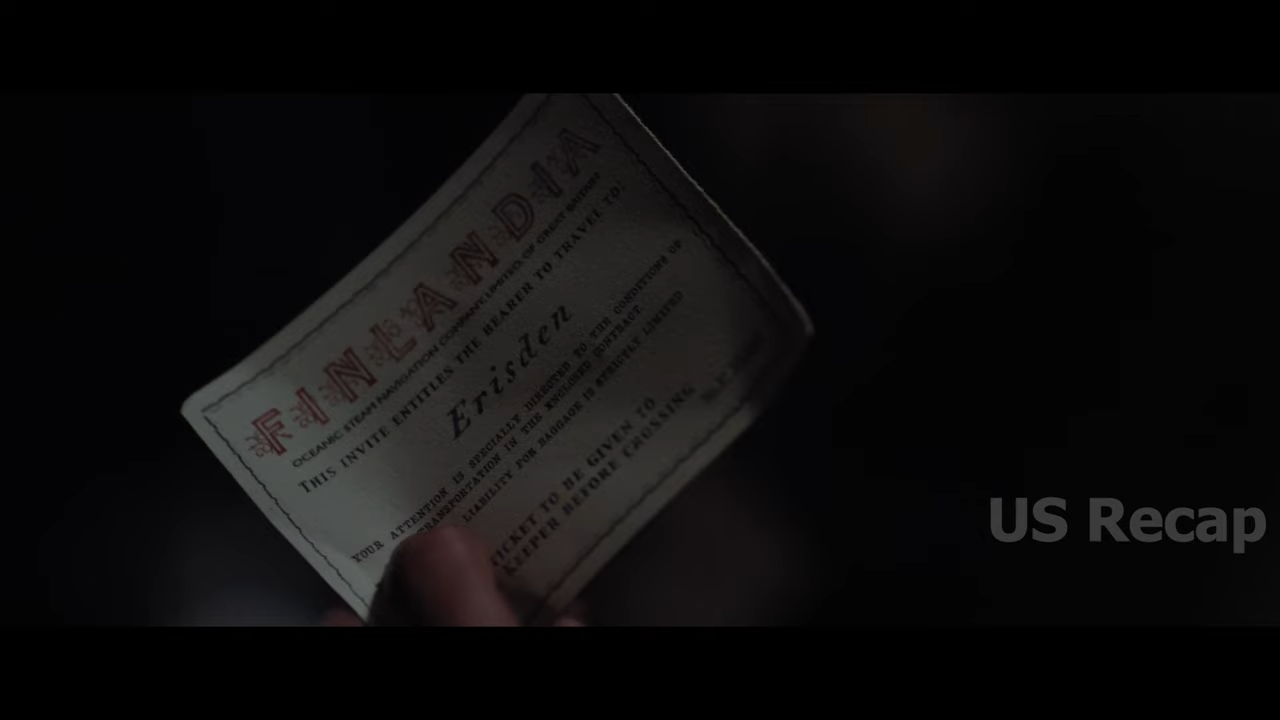 FINLANDIA
OCEANIC STEAM NAVIGATION COMPANY, LIMITED, OF GREAT BRITAIN
THIS INVITE ENTITLES THE BEARER TO TRAVEL TO:
Erisden
YOUR ATTENTION IS SPECIALLY DIRECTED TO THE CONDITIONS OF
TRANSPORTATION IN THE ENCLOSED CONTRACT
LIABILITY FOR BAGGAGE IS STRICTLY LIMITED
TICKET TO BE GIVEN TO
KEEPER BEFORE CROSSING
US Recap